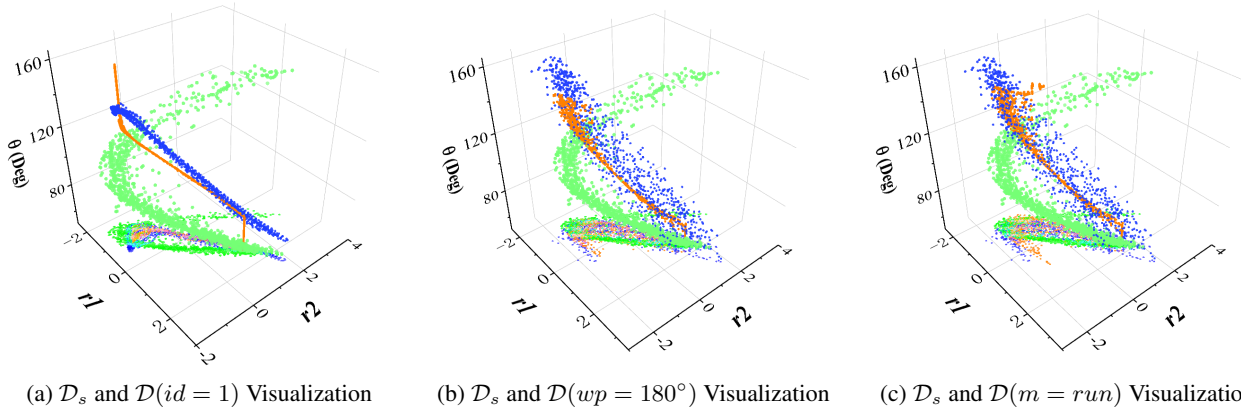 160
120
80
θ (Deg)
-2
0
2
r1
-2
0
2
4
r2
(a) 𝒟s and 𝒟(id = 1) Visualization
160
120
80
θ (Deg)
-2
0
2
r1
-2
0
2
4
r2
(b) 𝒟s and 𝒟(wp = 180°) Visualization
160
120
80
θ (Deg)
-2
0
2
r1
-2
0
2
4
r2
(c) 𝒟s and 𝒟(m = run) Visualizatio